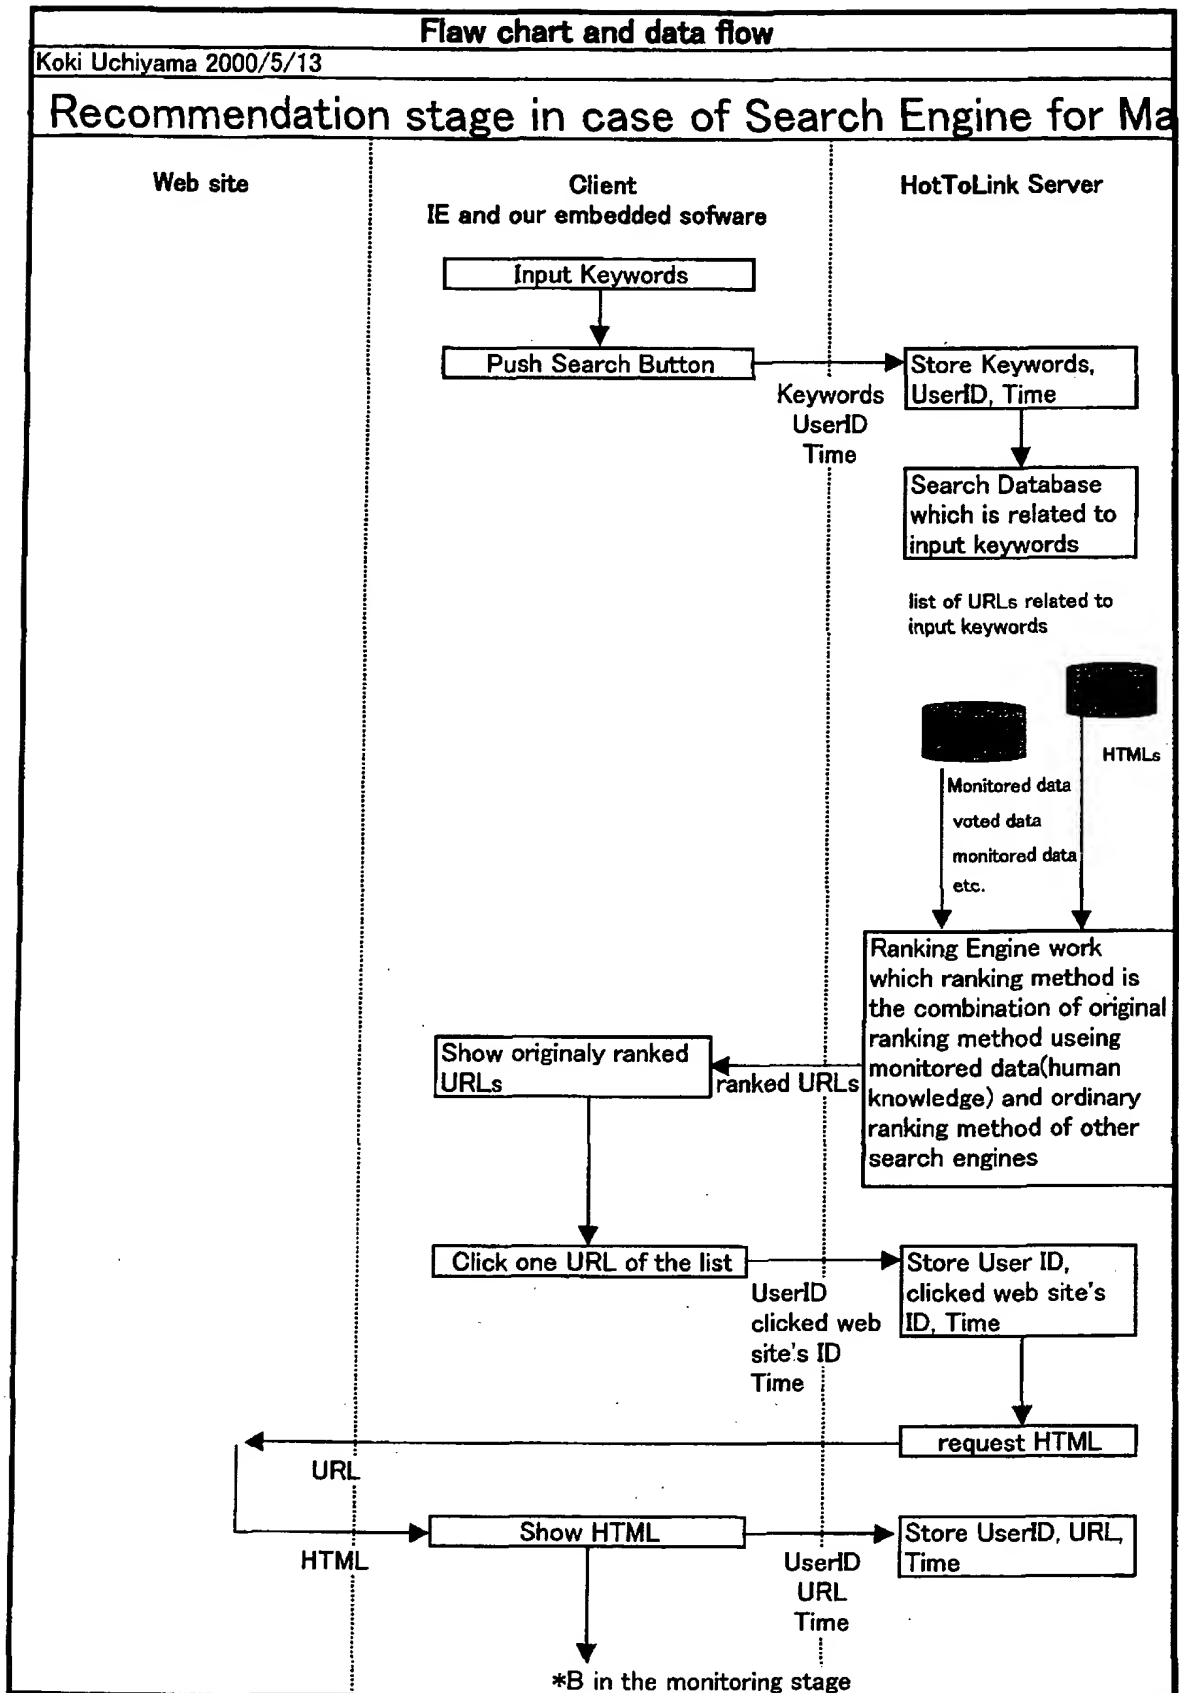 Flaw chart and data flow
Koki Uchiyama 2000/5/13
Recommendation stage in case of Search Engine for Ma
Web site
Client
IE and our embedded sofware
HotToLink Server
Input Keywords
Push Search Button
Keywords
UserID
Time
Store Keywords,
UserID, Time
Search Database
which is related to
input keywords
list of URLs related to
input keywords
HTMLs
Monitored data
voted data
monitored data
etc.
Ranking Engine work
which ranking method is
the combination of original
ranking method useing
monitored data(human
knowledge) and ordinary
ranking method of other
search engines
ranked URLs
Show originaly ranked
URLs
Click one URL of the list
UserID
clicked web
site's ID
Time
Store User ID,
clicked web site's
ID, Time
request HTML
URL
HTML
Show HTML
UserID
URL
Time
Store UserID, URL,
Time
*B in the monitoring stage